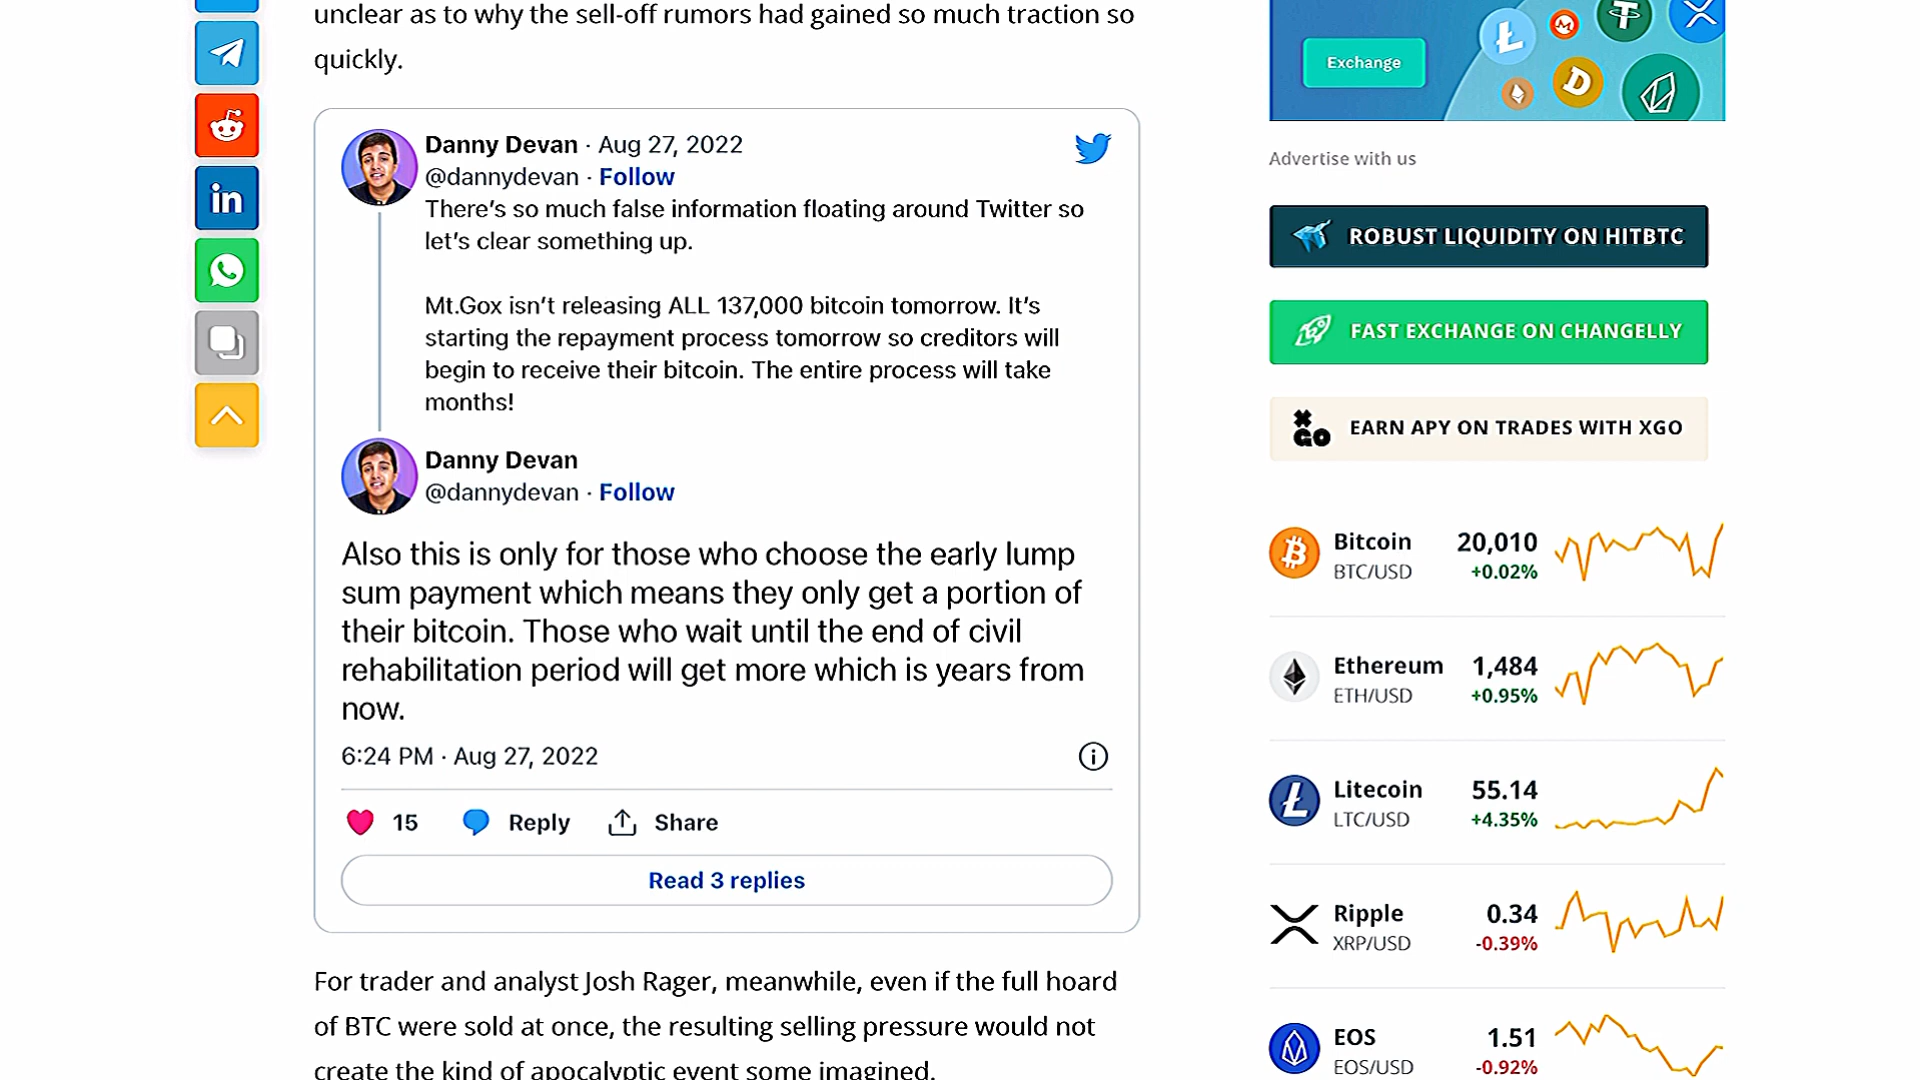 unclear as to why the sell-off rumors had gained so much traction so
quickly.
Danny Devan · Aug 27, 2022
@dannydevan · Follow
There's so much false information floating around Twitter so
let's clear something up.
Mt.Gox isn't releasing ALL 137,000 bitcoin tomorrow. It's
starting the repayment process tomorrow so creditors will
begin to receive their bitcoin. The entire process will take
months!
Danny Devan
@dannydevan · Follow
Also this is only for those who choose the early lump
sum payment which means they only get a portion of
their bitcoin. Those who wait until the end of civil
rehabilitation period will get more which is years from
now.
6:24 PM · Aug 27, 2022
15 Reply Share
Read 3 replies
For trader and analyst Josh Rager, meanwhile, even if the full hoard
of BTC were sold at once, the resulting selling pressure would not
create the kind of apocalyptic event some imagined.
Exchange
Advertise with us
ROBUST LIQUIDITY ON HITBTC
FAST EXCHANGE ON CHANGELLY
XGO
EARN APY ON TRADES WITH XGO
Bitcoin 20,010
BTC/USD +0.02%
Ethereum 1,484
ETH/USD +0.95%
Litecoin 55.14
LTC/USD +4.35%
Ripple 0.34
XRP/USD -0.39%
EOS 1.51
EOS/USD -0.92%
in